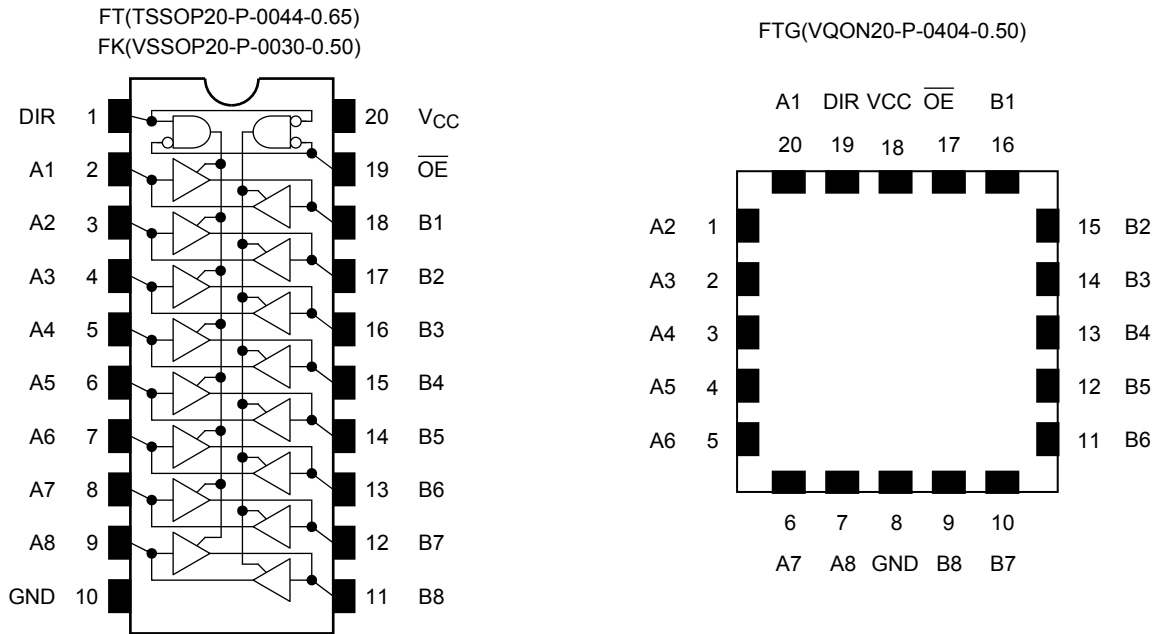 FT(TSSOP20-P-0044-0.65)
FK(VSSOP20-P-0030-0.50)
DIR 1 20 VCC
A1 2 19 OE
A2 3 18 B1
A3 4 17 B2
A4 5 16 B3
A5 6 15 B4
A6 7 14 B5
A7 8 13 B6
A8 9 12 B7
GND 10 11 B8
FTG(VQON20-P-0404-0.50)
A1 DIR VCC OE B1
20 19 18 17 16
A2 1 15 B2
A3 2 14 B3
A4 3 13 B4
A5 4 12 B5
A6 5 11 B6
6 7 8 9 10
A7 A8 GND B8 B7